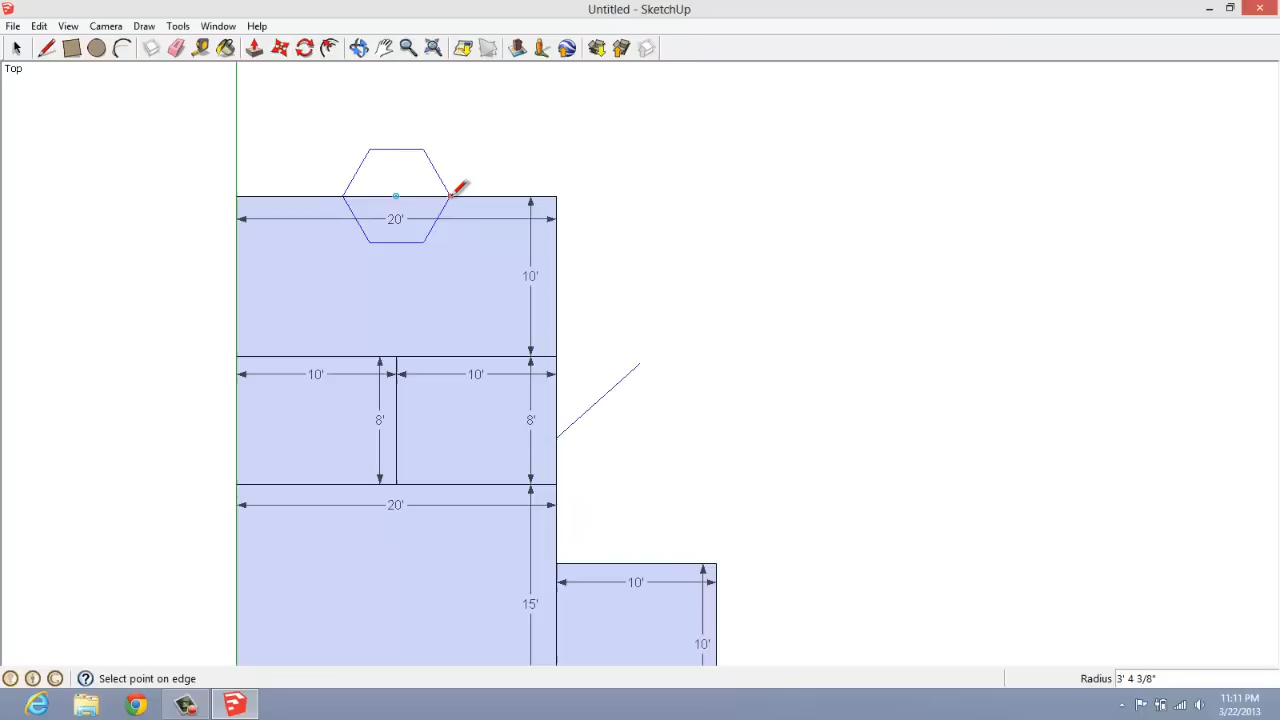 Untitled - SketchUp
File Edit View Camera Draw Tools Window Help
Top
20'
10'
10' 10'
8' 8'
20'
10'
15'
10'
Select point on edge Radius 3' 4 3/8"
11:11 PM
3/22/2013